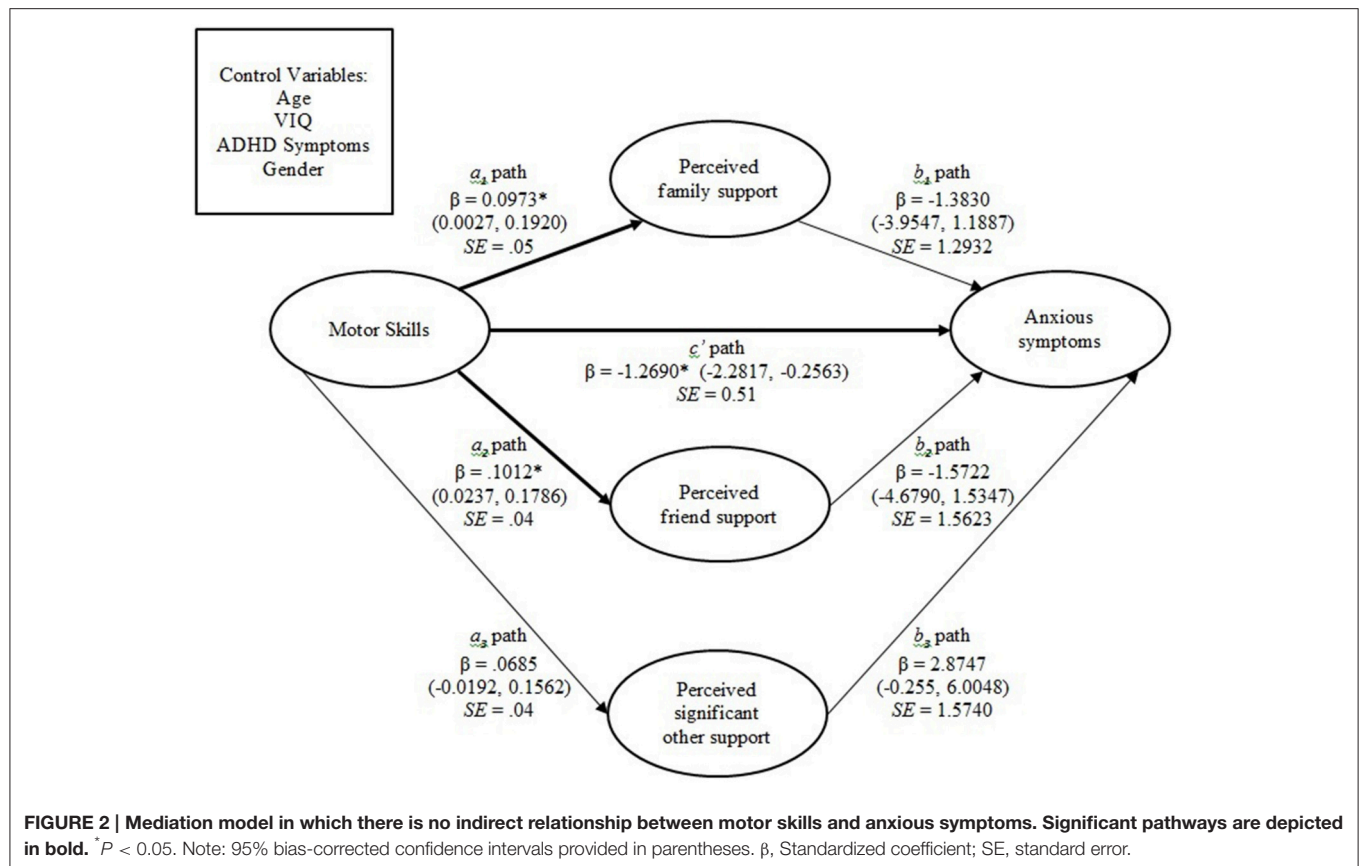 Control Variables:
Age
VIQ
ADHD Symptoms
Gender
a₁ path
β = 0.0973*
(0.0027, 0.1920)
SE = .05
Perceived
family support
b₁ path
β = -1.3830
(-3.9547, 1.1887)
SE = 1.2932
Motor Skills
Anxious
symptoms
c' path
β = -1.2690* (-2.2817, -0.2563)
SE = 0.51
a₂ path
β = .1012*
(0.0237, 0.1786)
SE = .04
Perceived
friend support
b₂ path
β = -1.5722
(-4.6790, 1.5347)
SE = 1.5623
a₃ path
β = .0685
(-0.0192, 0.1562)
SE = .04
Perceived
significant
other support
b₃ path
β = 2.8747
(-0.255, 6.0048)
SE = 1.5740
FIGURE 2 | Mediation model in which there is no indirect relationship between motor skills and anxious symptoms. Significant pathways are depicted
in bold. *P < 0.05. Note: 95% bias-corrected confidence intervals provided in parentheses. β, Standardized coefficient; SE, standard error.